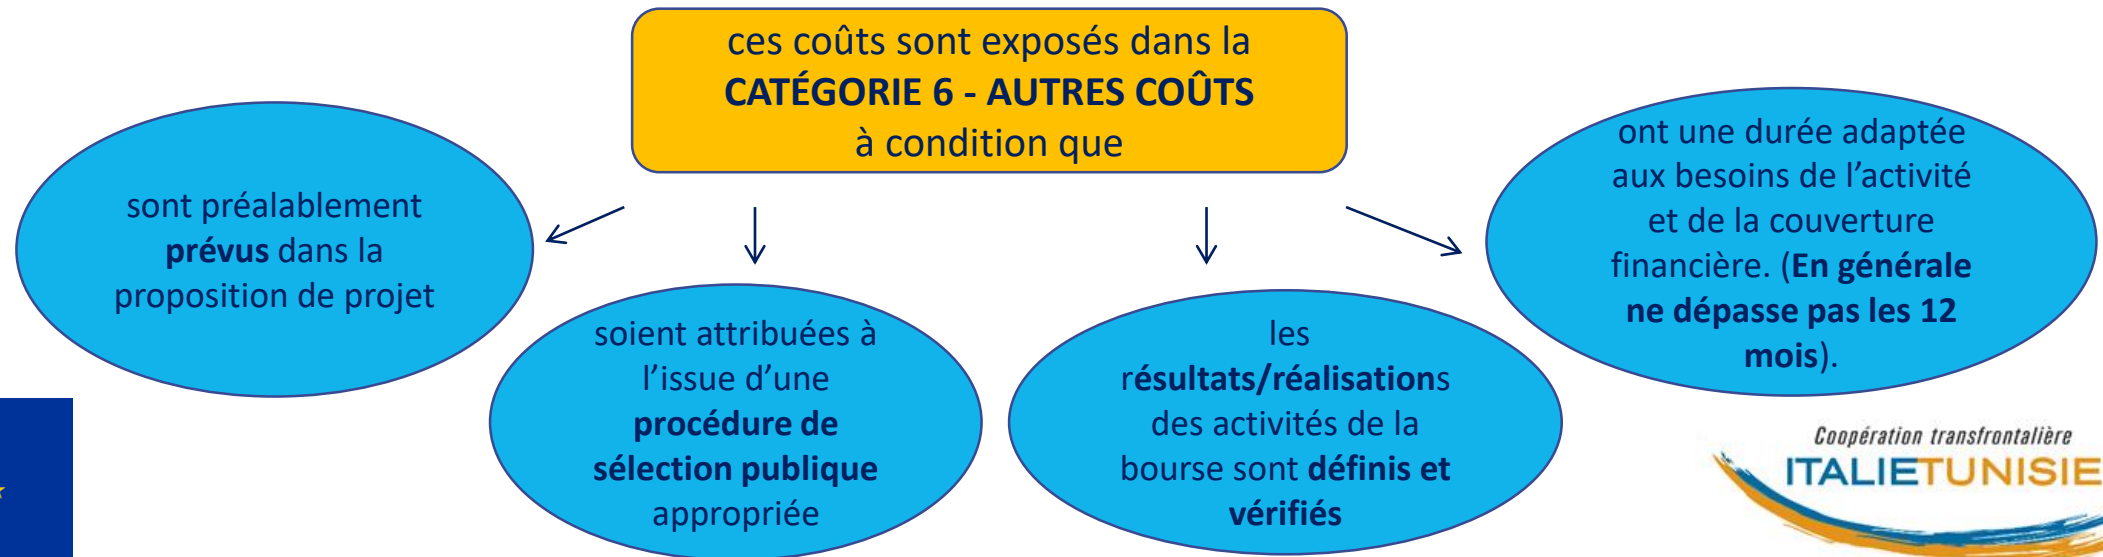 ces coûts sont exposés dans la
CATÉGORIE 6 - AUTRES COÛTS
à condition que
sont préalablement
prévus dans la
proposition de projet
soient attribuées à
l’issue d’une
procédure de
sélection publique
appropriée
les
résultats/réalisations
des activités de la
bourse sont définis et
vérifiés
ont une durée adaptée
aux besoins de l’activité
et de la couverture
financière. (En générale
ne dépasse pas les 12
mois).
Coopération transfrontalière
ITALIETUNISIE